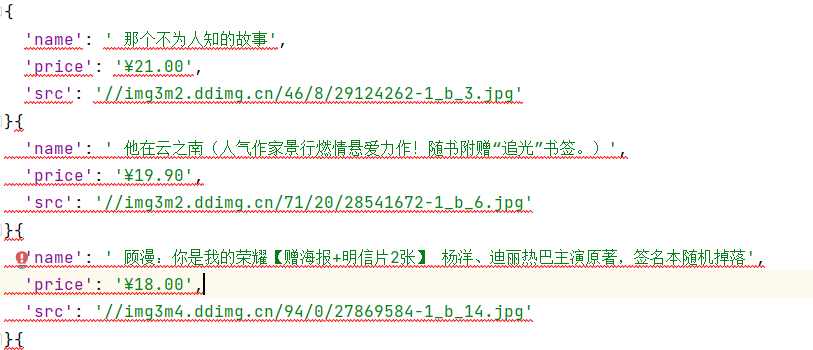 {
'name': ' 那个不为人知的故事',
'price': '¥21.00',
'src': '//img3m2.ddimg.cn/46/8/29124262-1_b_3.jpg'
}{
'name': ' 他在云之南（人气作家景行燃情悬爱力作！随书附赠“追光”书签。）',
'price': '¥19.90',
'src': '//img3m2.ddimg.cn/71/20/28541672-1_b_6.jpg'
}{
'name': ' 顾漫：你是我的荣耀【赠海报+明信片2张】 杨洋、迪丽热巴主演原著，签名本随机掉落',
'price': '¥18.00',
'src': '//img3m4.ddimg.cn/94/0/27869584-1_b_14.jpg'
}{